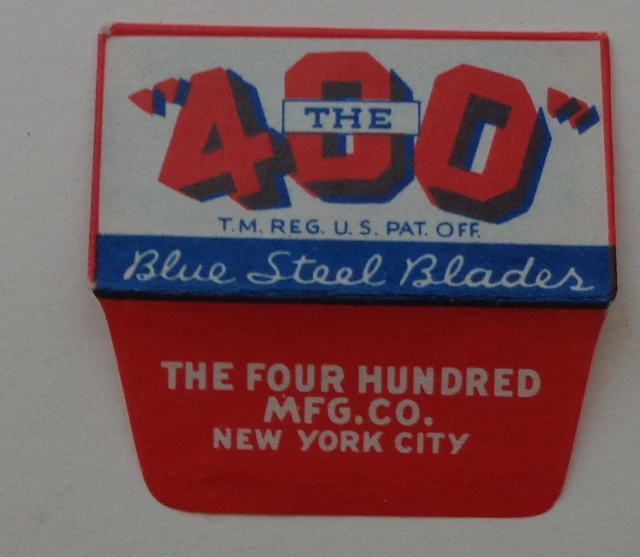 THE
"400"
T.M. REG. U.S. PAT. OFF.
Blue Steel Blades
THE FOUR HUNDRED
MFG.CO.
NEW YORK CITY